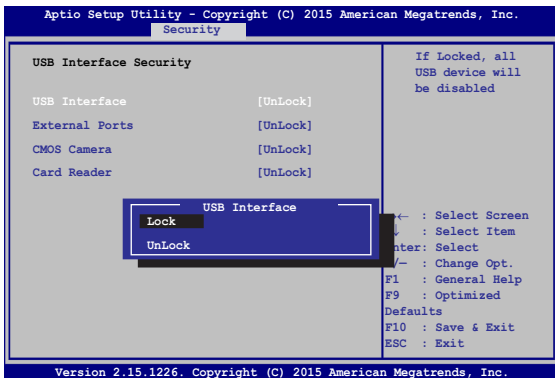 Aptio Setup Utility - Copyright (C) 2015 American Megatrends, Inc.
Security
USB Interface Security
USB Interface [UnLock]
External Ports [UnLock]
CMOS Camera [UnLock]
Card Reader [UnLock]
If Locked, all
USB device will
be disabled
USB Interface
Lock
UnLock
← : Select Screen
↓ : Select Item
nter: Select
/— : Change Opt.
F1 : General Help
F9 : Optimized
Defaults
F10 : Save & Exit
ESC : Exit
Version 2.15.1226. Copyright (C) 2015 American Megatrends, Inc.